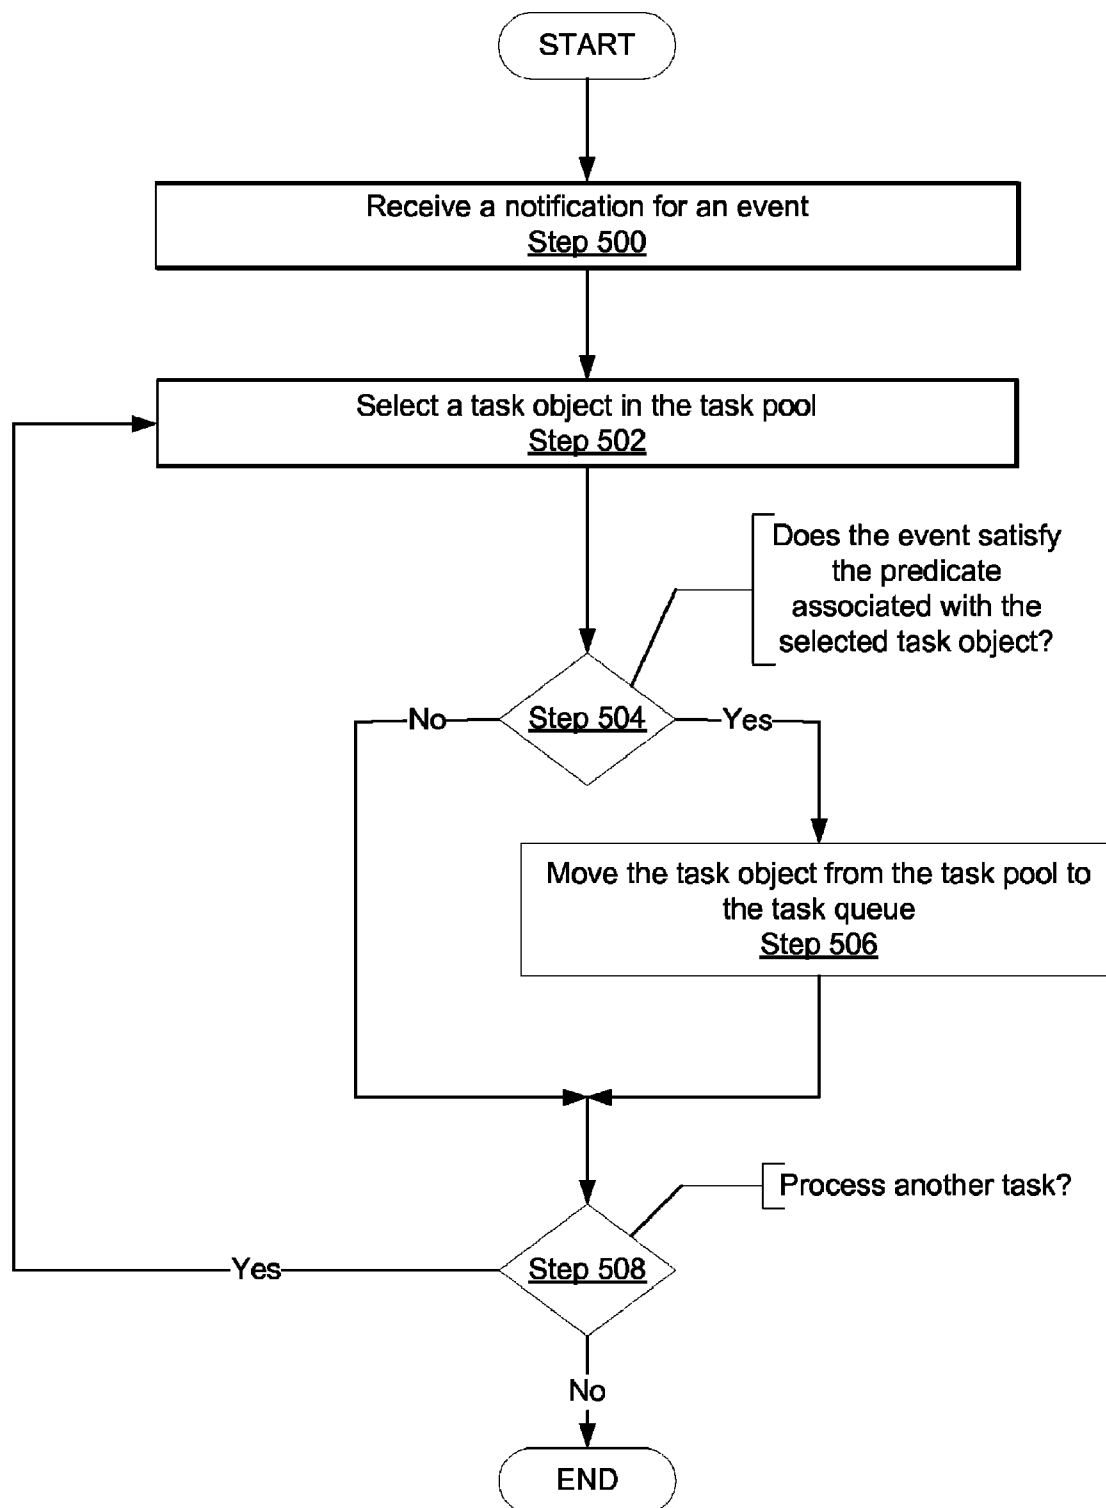 START
Receive a notification for an event
Step 500
Select a task object in the task pool
Step 502
Does the event satisfy
the predicate
associated with the
selected task object?
No
Step 504
Yes
Move the task object from the task pool to
the task queue
Step 506
Process another task?
Yes
Step 508
No
END